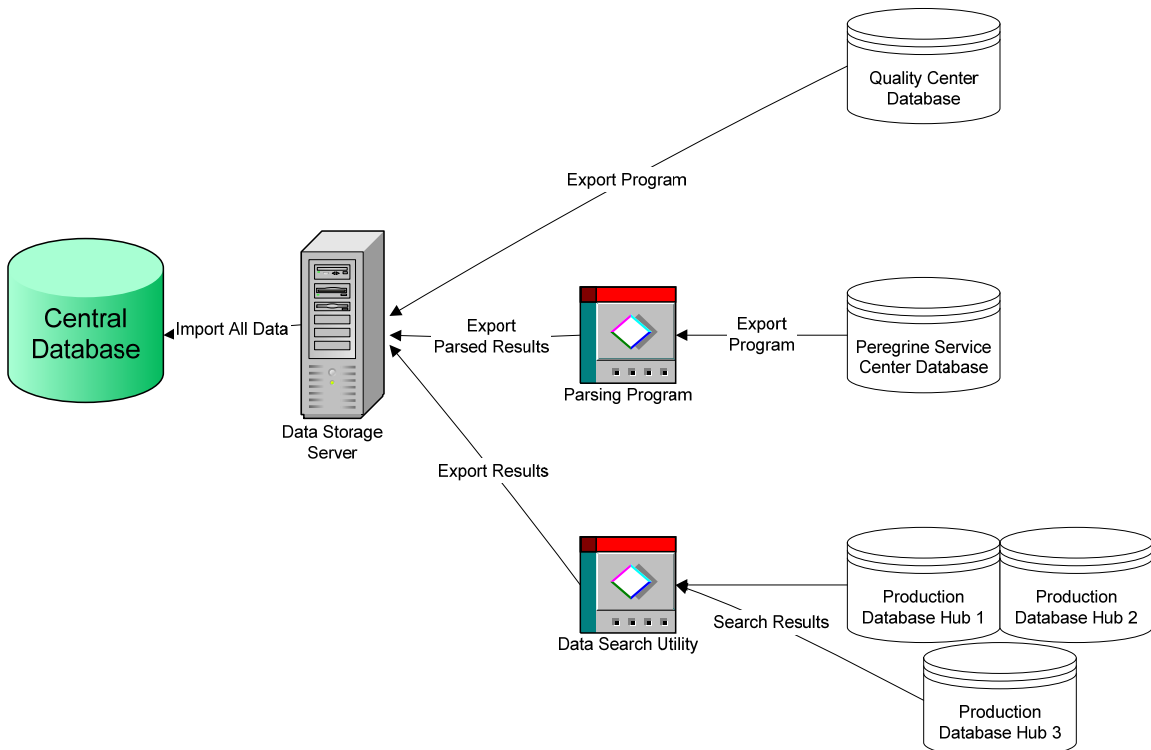 Quality Center
Database
Export Program
Central
Database
Import All Data
Data Storage
Server
Export
Parsed Results
Parsing Program
Export
Program
Peregrine Service
Center Database
Export Results
Data Search Utility
Search Results
Production
Database Hub 1
Production
Database Hub 2
Production
Database Hub 3